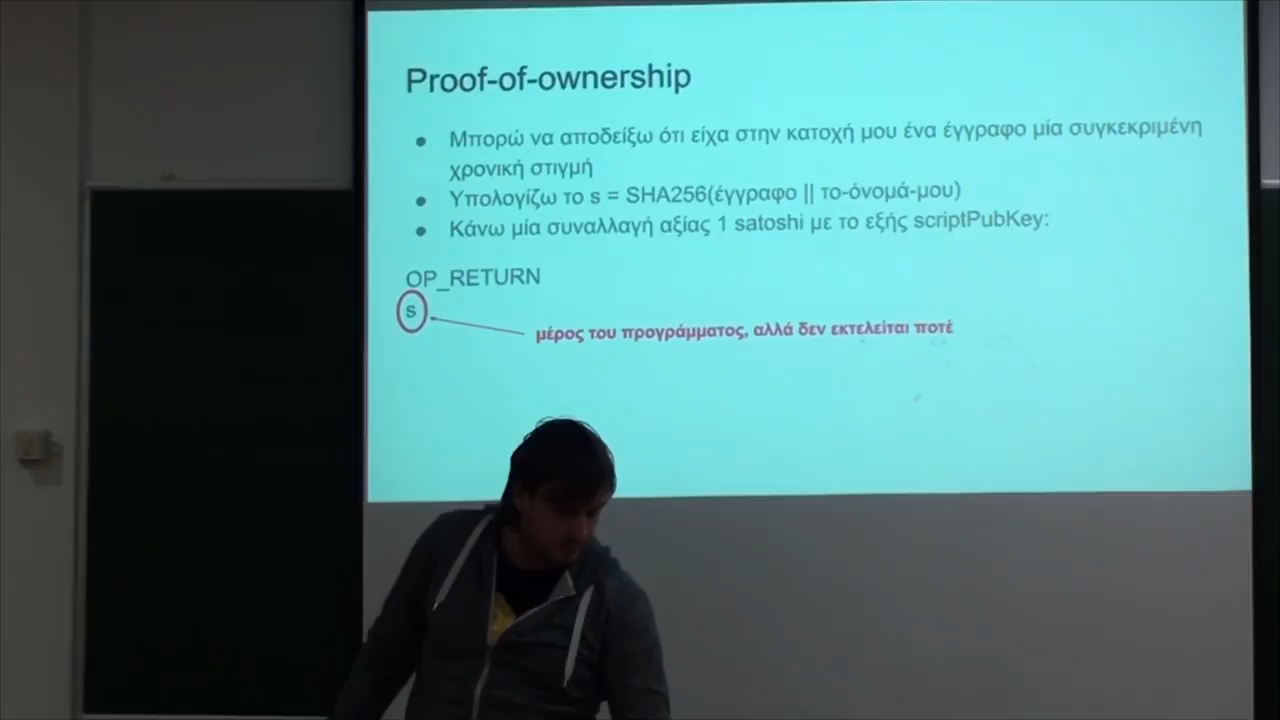 Proof-of-ownership
● Μπορώ να αποδείξω ότι είχα στην κατοχή μου ένα έγγραφο μία συγκεκριμένη
χρονική στιγμή
● Υπολογίζω το s = SHA256(έγγραφο || το-όνομά-μου)
● Κάνω μία συναλλαγή αξίας 1 satoshi με το εξής scriptPubKey:
OP_RETURN
s
μέρος του προγράμματος, αλλά δεν εκτελείται ποτέ